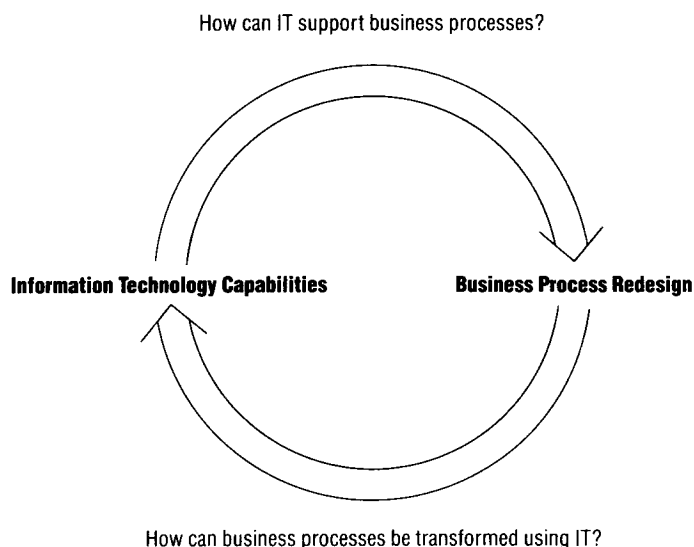 How can IT support business processes?
Information Technology Capabilities
Business Process Redesign
How can business processes be transformed using IT?